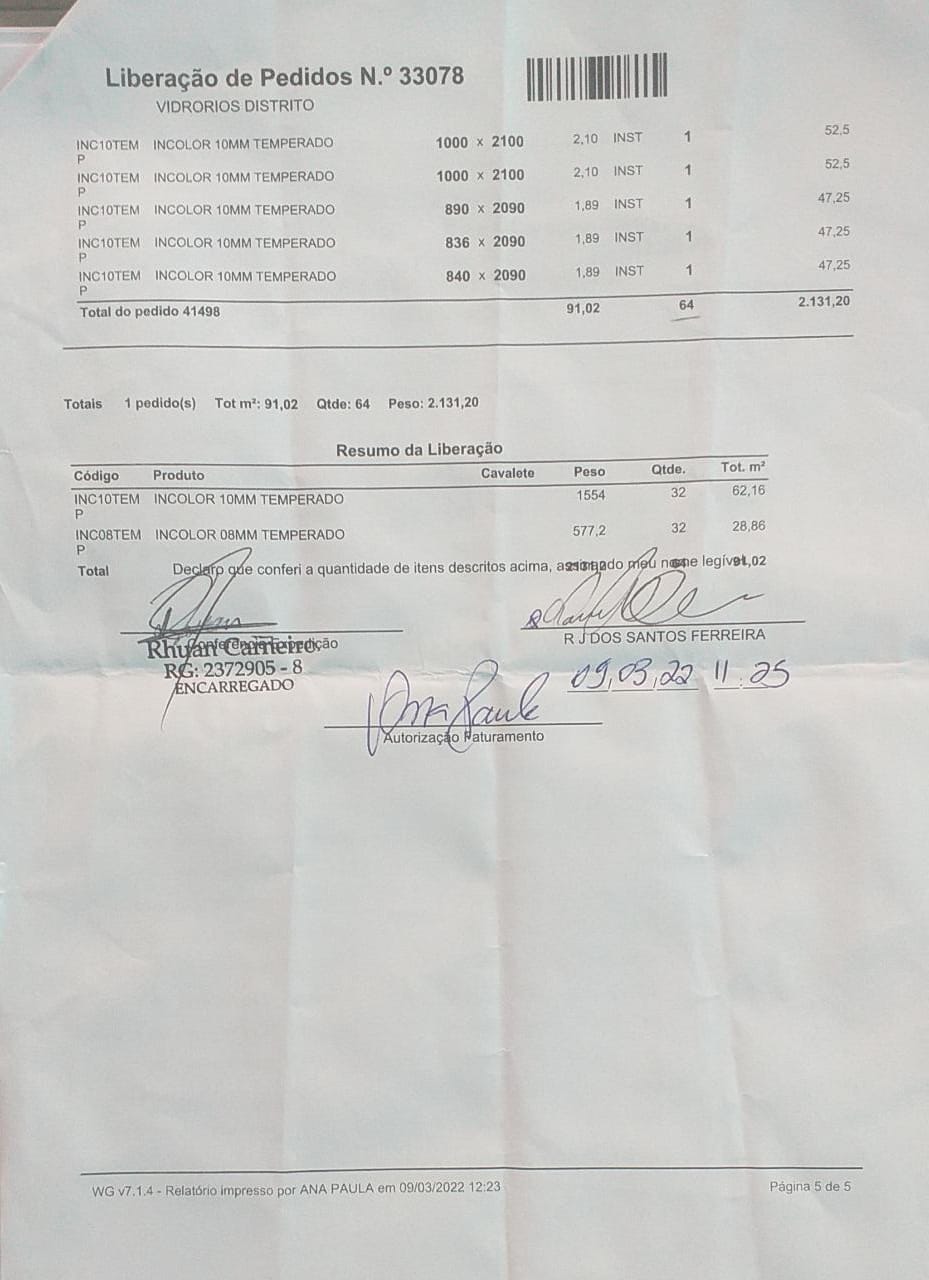 Liberação de Pedidos N.º 33078
VIDRORIOS DISTRITO
INC10TEM INCOLOR 10MM TEMPERADO 1000 x 2100 2,10 INST 1 52,5
P
INC10TEM INCOLOR 10MM TEMPERADO 1000 x 2100 2,10 INST 1 52,5
P
INC10TEM INCOLOR 10MM TEMPERADO 890 x 2090 1,89 INST 1 47,25
P
INC10TEM INCOLOR 10MM TEMPERADO 836 x 2090 1,89 INST 1 47,25
P
INC10TEM INCOLOR 10MM TEMPERADO 840 x 2090 1,89 INST 1 47,25
P
Total do pedido 41498 91,02 64 2.131,20
Totais 1 pedido(s) Tot m²: 91,02 Qtde: 64 Peso: 2.131,20
Resumo da Liberação
Código Produto Cavalete Peso Qtde. Tot. m²
INC10TEM INCOLOR 10MM TEMPERADO 1554 32 62,16
P
INC08TEM INCOLOR 08MM TEMPERADO 577,2 32 28,86
P
Total Declaro que conferi a quantidade de itens descritos acima, assinando meu nome legível 91,02
Conferência Expedição
Rhuan Carneiro
RG: 2372905 - 8
ENCARREGADO
R J DOS SANTOS FERREIRA
09,03,22 11:25
Ana Paula
Autorização Faturamento
WG v7.1.4 - Relatório impresso por ANA PAULA em 09/03/2022 12:23
Página 5 de 5